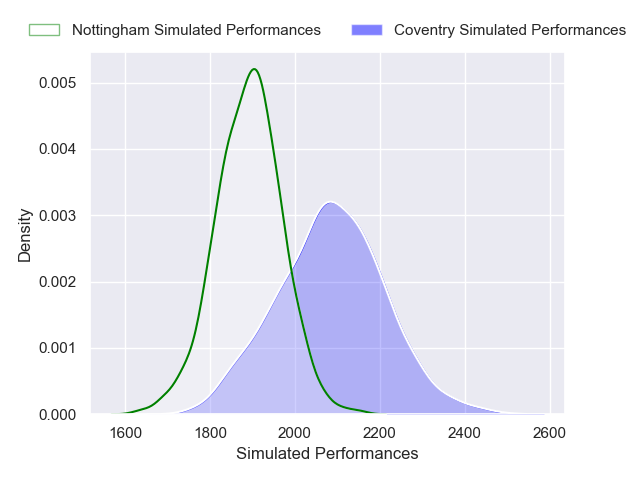 Nottingham Simulated Performances
Coventry Simulated Performances
Density
0.005
0.004
0.003
0.002
0.001
0.000
1600 1800 2000 2200 2400 2600
Simulated Performances